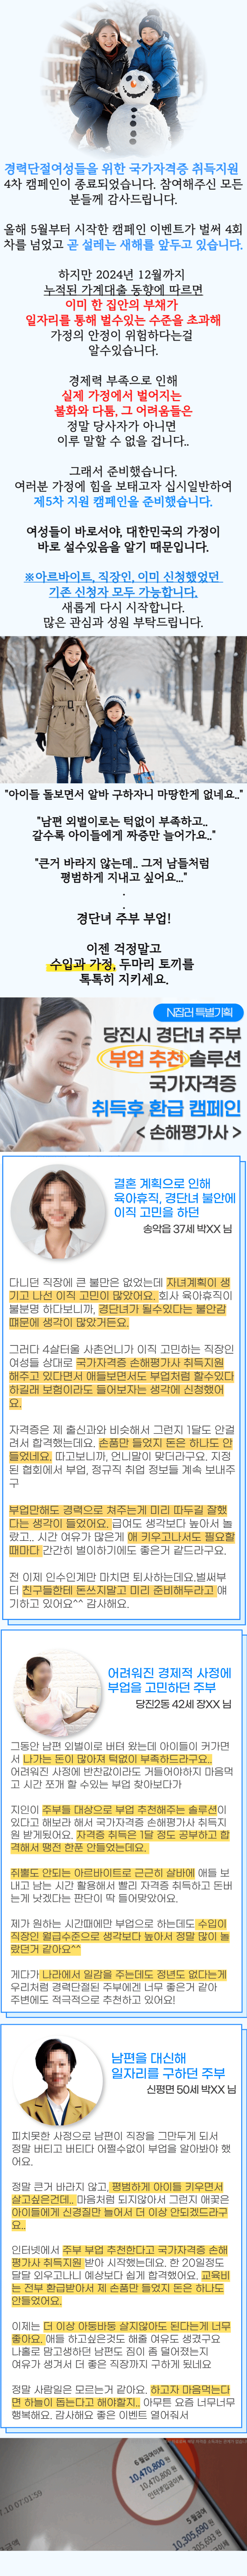 경력단절여성들을 위한 국가자격증 취득지원
4차 캠페인이 종료되었습니다. 참여해주신 모든
분들께 감사드립니다.
올해 5월부터 시작한 캠페인 이벤트가 벌써 4회
차를 넘었고 곧 설레는 새해를 앞두고 있습니다.
하지만 2024년 12월까지
누적된 가계대출 동향에 따르면
이미 한 집안의 부채가
일자리를 통해 벌수있는 수준을 초과해
가정의 안정이 위험하다는걸
알수있습니다.
경제력 부족으로 인해
실제 가정에서 벌어지는
불화와 다툼, 그 어려움들은
정말 당사자가 아니면
이루 말할 수 없을 겁니다..
그래서 준비했습니다.
여러분 가정에 힘을 보태고자 십시일반하여
제5차 지원 캠페인을 준비했습니다.
여성들이 바로서야, 대한민국의 가정이
바로 설수있음을 알기 때문입니다.
※아르바이트, 직장인, 이미 신청했었던
기존 신청자 모두 가능합니다.
새롭게 다시 시작합니다.
많은 관심과 성원 부탁드립니다.
"아이들 돌보면서 알바 구하자니 마땅한게 없네요.."
"남편 외벌이로는 턱없이 부족하고..
갈수록 아이들에게 짜증만 늘어가요.."
"큰거 바라지 않는데.. 그저 남들처럼
평범하게 지내고 싶어요..."
.
.
경단녀 주부 부업!
이젠 걱정말고
수입과 가정, 두마리 토끼를
톡톡히 지키세요.
N잡러 특별기획
당진시 경단녀 주부
부업 추천 솔루션
국가자격증
취득후 환급 캠페인
< 손해평가사 >
결혼 계획으로 인해
육아휴직, 경단녀 불안에
이직 고민을 하던
송악읍 37세 박XX 님
다니던 직장에 큰 불만은 없었는데 자녀계획이 생
기고 나선 이직 고민이 많았어요. 회사 육아휴직이
불분명 하다보니까, 경단녀가 될수있다는 불안감
때문에 생각이 많았거든요.
그러다 4살터울 사촌언니가 이직 고민하는 직장인
여성들 상대로 국가자격증 손해평가사 취득지원
해주고 있다면서 애들보면서도 부업처럼 할수있다
하길래 보험이라도 들어보자는 생각에 신청했어
요.
자격증은 제 출신과와 비슷해서 그런지 1달도 안걸
려서 합격했는데요. 손품만 들었지 돈은 하나도 안
들었네요. 따고보니까, 언니말이 맞더라구요. 지정
된 협회에서 부업, 정규직 취업 정보들 계속 보내주
구
부업만해도 경력으로 쳐주는게 미리 따두길 잘했
다는 생각이 들었어요. 급여도 생각보다 높아서 놀
랐고.. 시간 여유가 많은게 애 키우고나서도 필요할
때마다 간간히 벌이하기에도 좋은거 같드라구요.
전 이제 인수인계만 마치면 퇴사하는데요.벌써부
터 친구들한테 돈쓰지말고 미리 준비해두라고 얘
기하고 있어요^^ 감사해요.
어려워진 경제적 사정에
부업을 고민하던 주부
당진2동 42세 장XX 님
그동안 남편 외벌이로 버텨 왔는데 아이들이 커가면
서 나가는 돈이 많아져 턱없이 부족하드라구요..
어려워진 사정에 반찬값이라도 거들어야하지 마음먹
고 시간 쪼개 할 수 있는 부업 찾아보다가
지인이 주부들 대상으로 부업 추천해주는 솔루션이
있다고 해보라 해서 국가자격증 손해평가사 취득지
원 받게됬어요. 자격증 취득은 1달 정도 공부하고 합
격해서 땡전 한푼 안들었는데요.
쥐뿔도 안되는 아르바이트로 근근히 살바에 애들 보
내고 남는 시간 활용해서 빨리 자격증 취득하고 돈버
는게 낫겠다는 판단이 딱 들어맞았어요.
제가 원하는 시간때에만 부업으로 하는데도 수입이
직장인 월급수준으로 생각보다 높아서 정말 많이 놀
랐던거 같아요^^
게다가 나라에서 일감을 주는데도 정년도 없다는게
우리처럼 경력단절된 주부에겐 너무 좋은거 같아
주변에도 적극적으로 추천하고 있어요!
남편을 대신해
일자리를 구하던 주부
신평면 50세 박XX 님
피치못한 사정으로 남편이 직장을 그만두게 되서
정말 버티고 버티다 어쩔수없이 부업을 알아봐야 했
어요.
정말 큰거 바라지 않고, 평범하게 아이들 키우면서
살고싶은건데.. 마음처럼 되지않아서 그런지 애꿎은
아이들에게 신경질만 늘어서 더 이상 안되겠드라구
요..
인터넷에서 주부 부업 추천한다고 국가자격증 손해
평가사 취득지원 받아 시작했는데요. 한 20일정도
달달 외우고나니 예상보다 쉽게 합격했어요. 교육비
는 전부 환급받아서 제 손품만 들었지 돈은 하나도
안들었어요.
이제는 더 이상 아둥바둥 살지않아도 된다는게 너무
좋아요. 애들 하고싶은것도 해줄 여유도 생겼구요
나홀로 맘고생하던 남편도 짐이 좀 덜어졌는지
여유가 생겨서 더 좋은 직장까지 구하게 됬네요
정말 사람일은 모르는거 같아요. 하고자 마음먹는다
면 하늘이 돕는다고 해야할지.. 아무튼 요즘 너무너무
행복해요. 감사해요 좋은 이벤트 열어줘서
7.10 07:01:59
6 월급여이체
10,470,800 원
10,470,800 원
인터넷입금이체
5 월급여
10,305,690 원